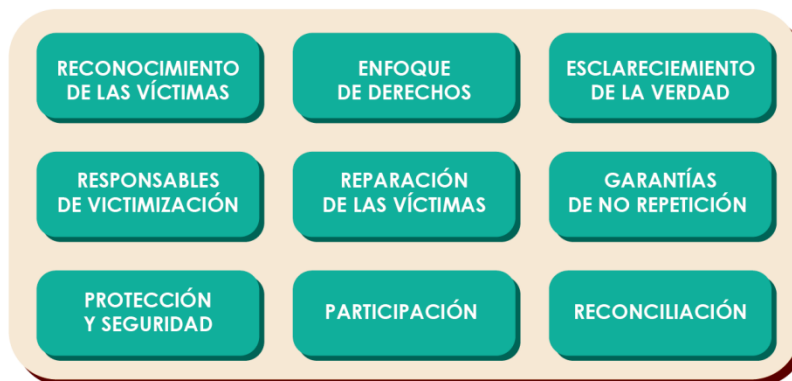 RECONOCIMIENTO
DE LAS VÍCTIMAS
ENFOQUE
DE DERECHOS
ESCLARECIEMIENTO
DE LA VERDAD
RESPONSABLES
DE VICTIMIZACIÓN
REPARACIÓN
DE LAS VÍCTIMAS
GARANTÍAS
DE NO REPETICIÓN
PROTECCIÓN
Y SEGURIDAD
PARTICIPACIÓN
RECONCILIACIÓN